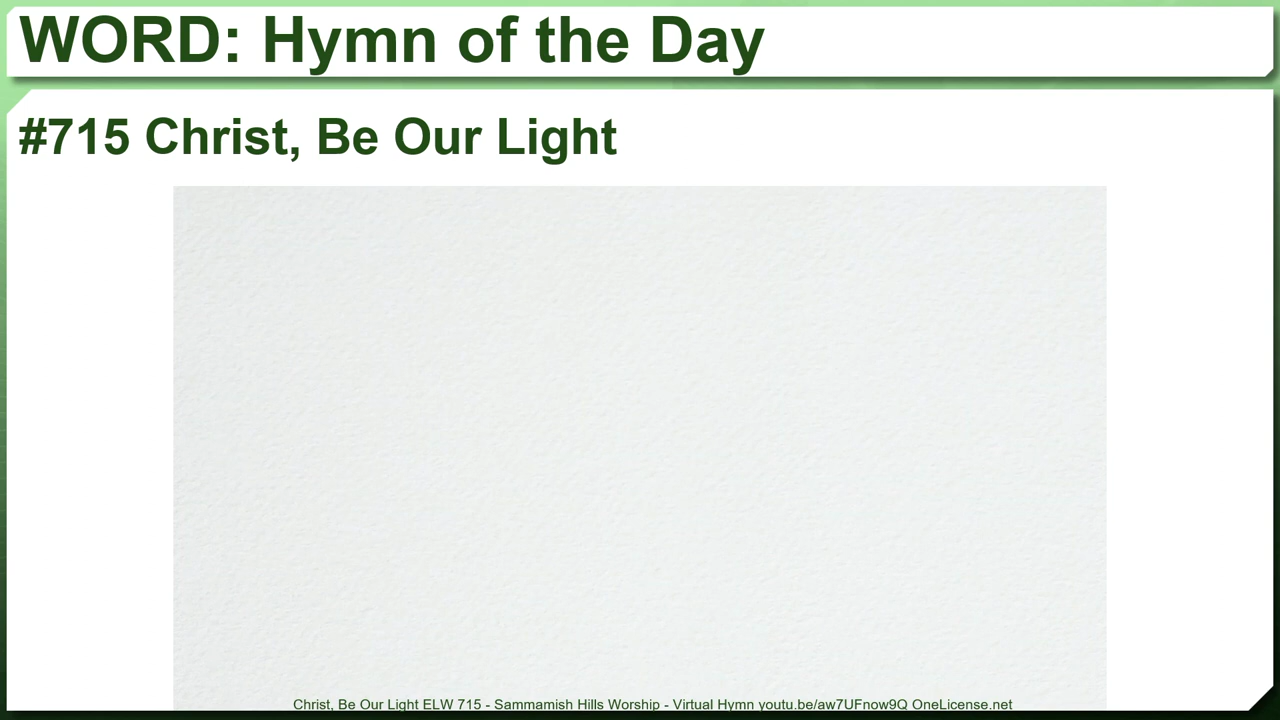 WORD: Hymn of the Day
#715 Christ, Be Our Light
Christ, Be Our Light ELW 715 - Sammamish Hills Worship - Virtual Hymn youtu.be/aw7UFnow9Q OneLicense.net